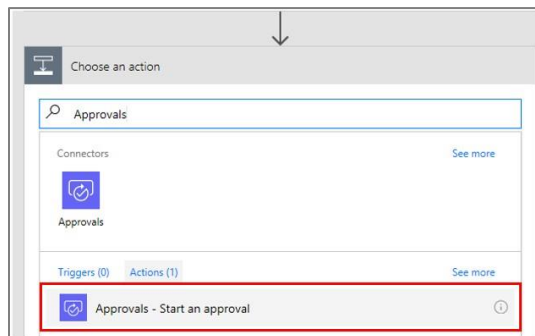 Choose an action
Approvals
Connectors See more
Approvals
Triggers (0) Actions (1) See more
Approvals - Start an approval